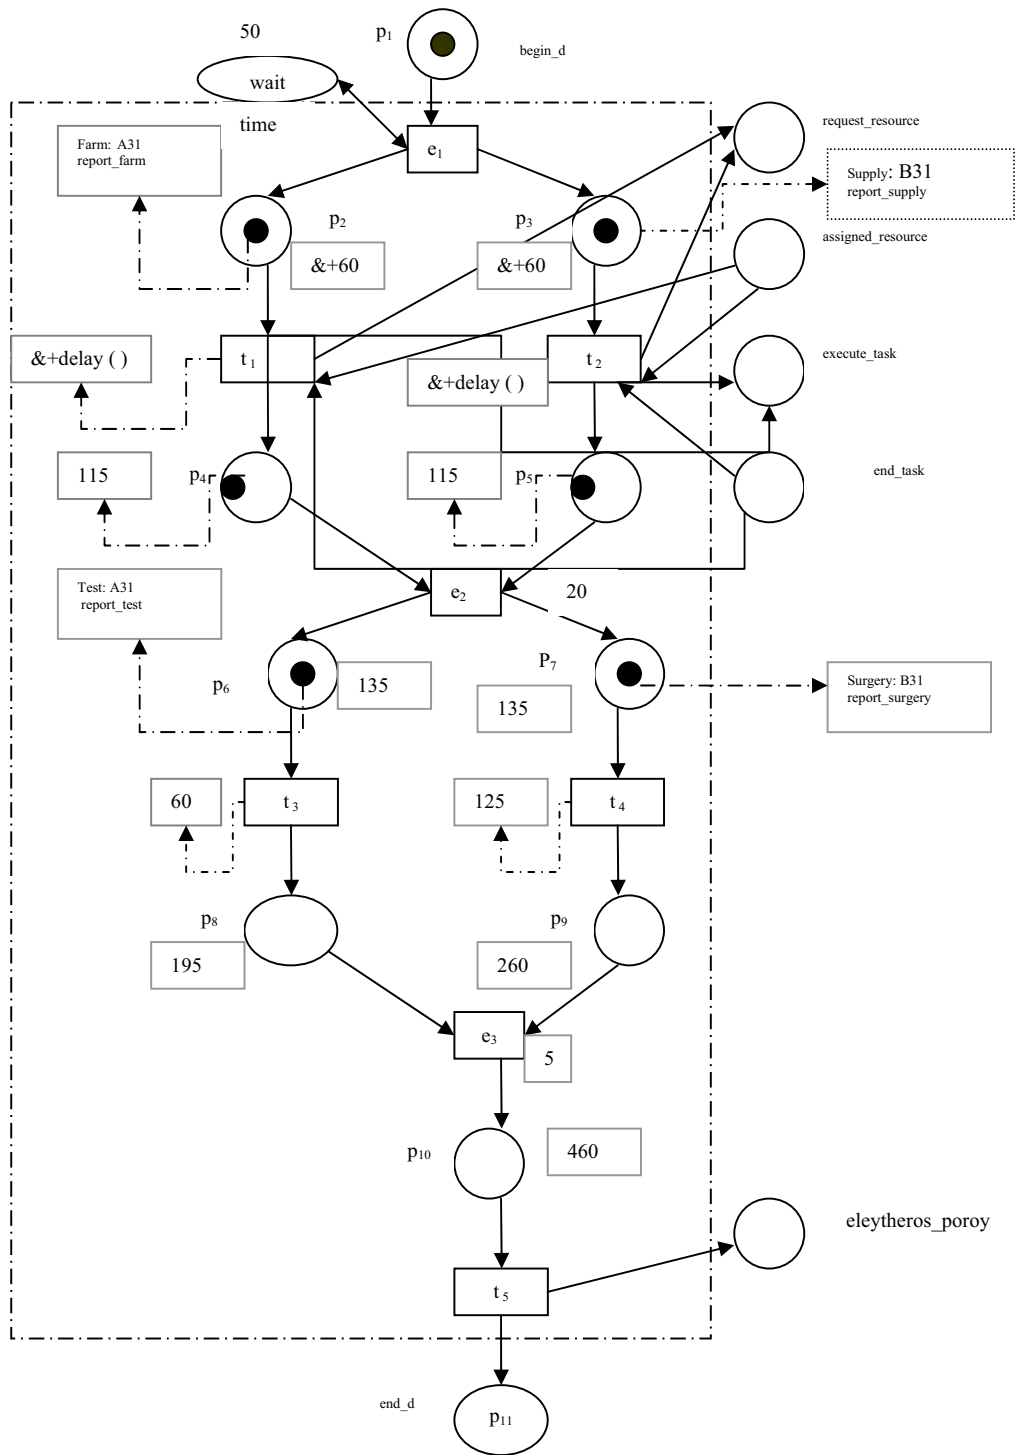 50
p1
begin_d
wait
time
Farm: A31
report_farm
e1
request_resource
Supply: B31
report_supply
p2
p3
assigned_resource
&+60
&+60
&+delay ( )
t1
t2
execute_task
&+delay ( )
115
p4
115
p5
end_task
Test: A31
report_test
e2
20
p6
135
P7
135
Surgery: B31
report_surgery
60
t3
125
t4
p8
p9
195
260
e3
5
p10
460
eleytheros_poroy
t5
end_d
p11